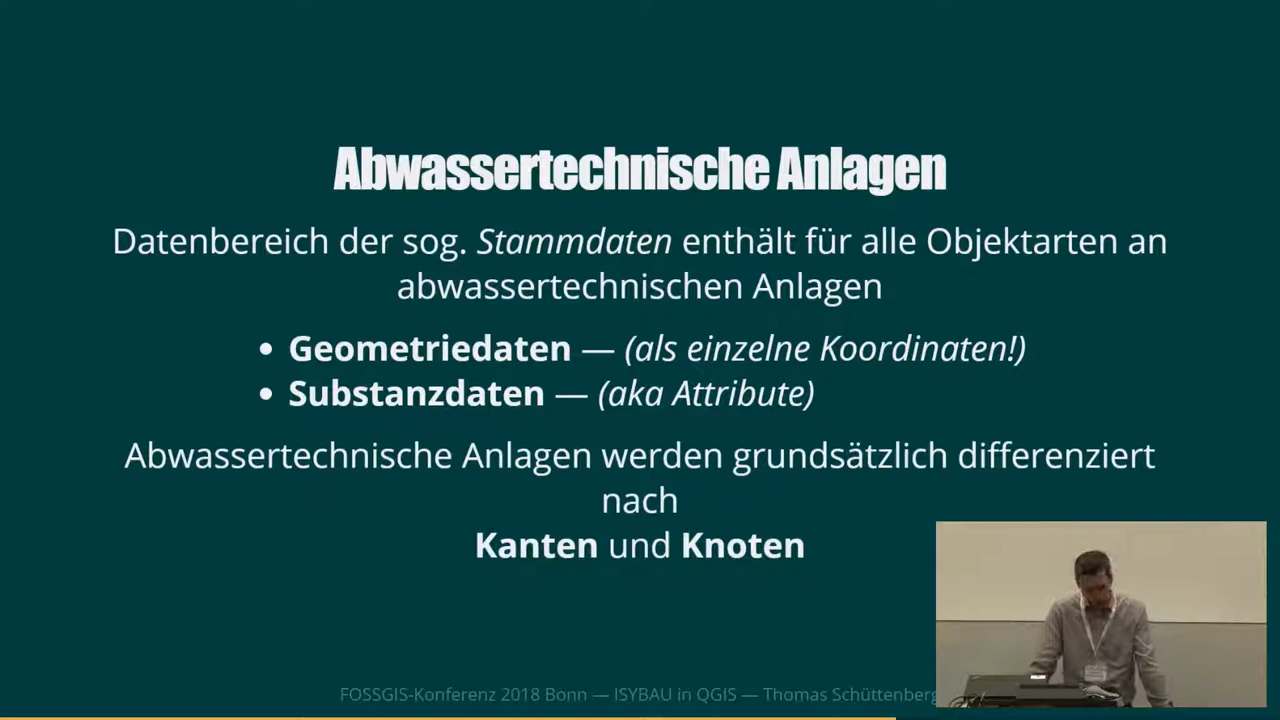 Abwassertechnische Anlagen
Datenbereich der sog. Stammdaten enthält für alle Objektarten an
abwassertechnischen Anlagen
• Geometriedaten — (als einzelne Koordinaten!)
• Substanzdaten — (aka Attribute)
Abwassertechnische Anlagen werden grundsätzlich differenziert
nach
Kanten und Knoten
FOSSGIS-Konferenz 2018 Bonn — ISYBAU in QGIS — Thomas Schüttenberg